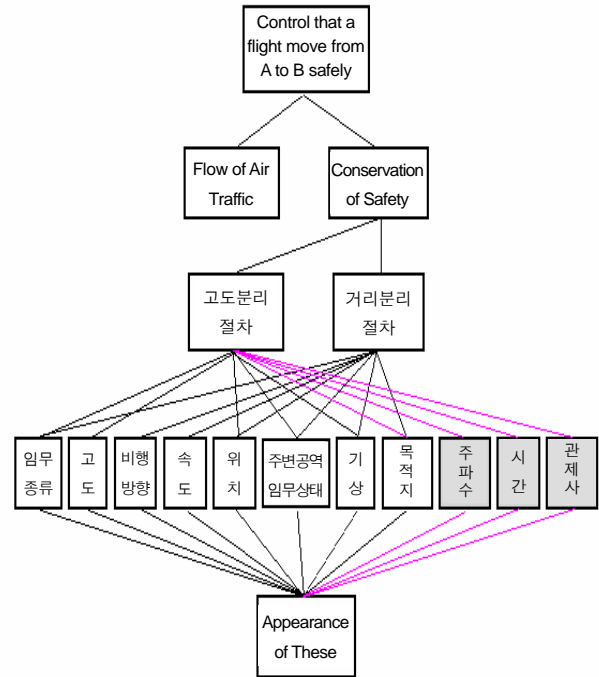 Control that a
flight move from
A to B safely
Flow of Air
Traffic
Conservation
of Safety
고도분리
절차
거리분리
절차
임무
종류
고
도
비행
방향
속
도
위
치
주변공역
임무상태
기
상
목
적
지
주
파
수
시
간
관
제
사
Appearance
of These